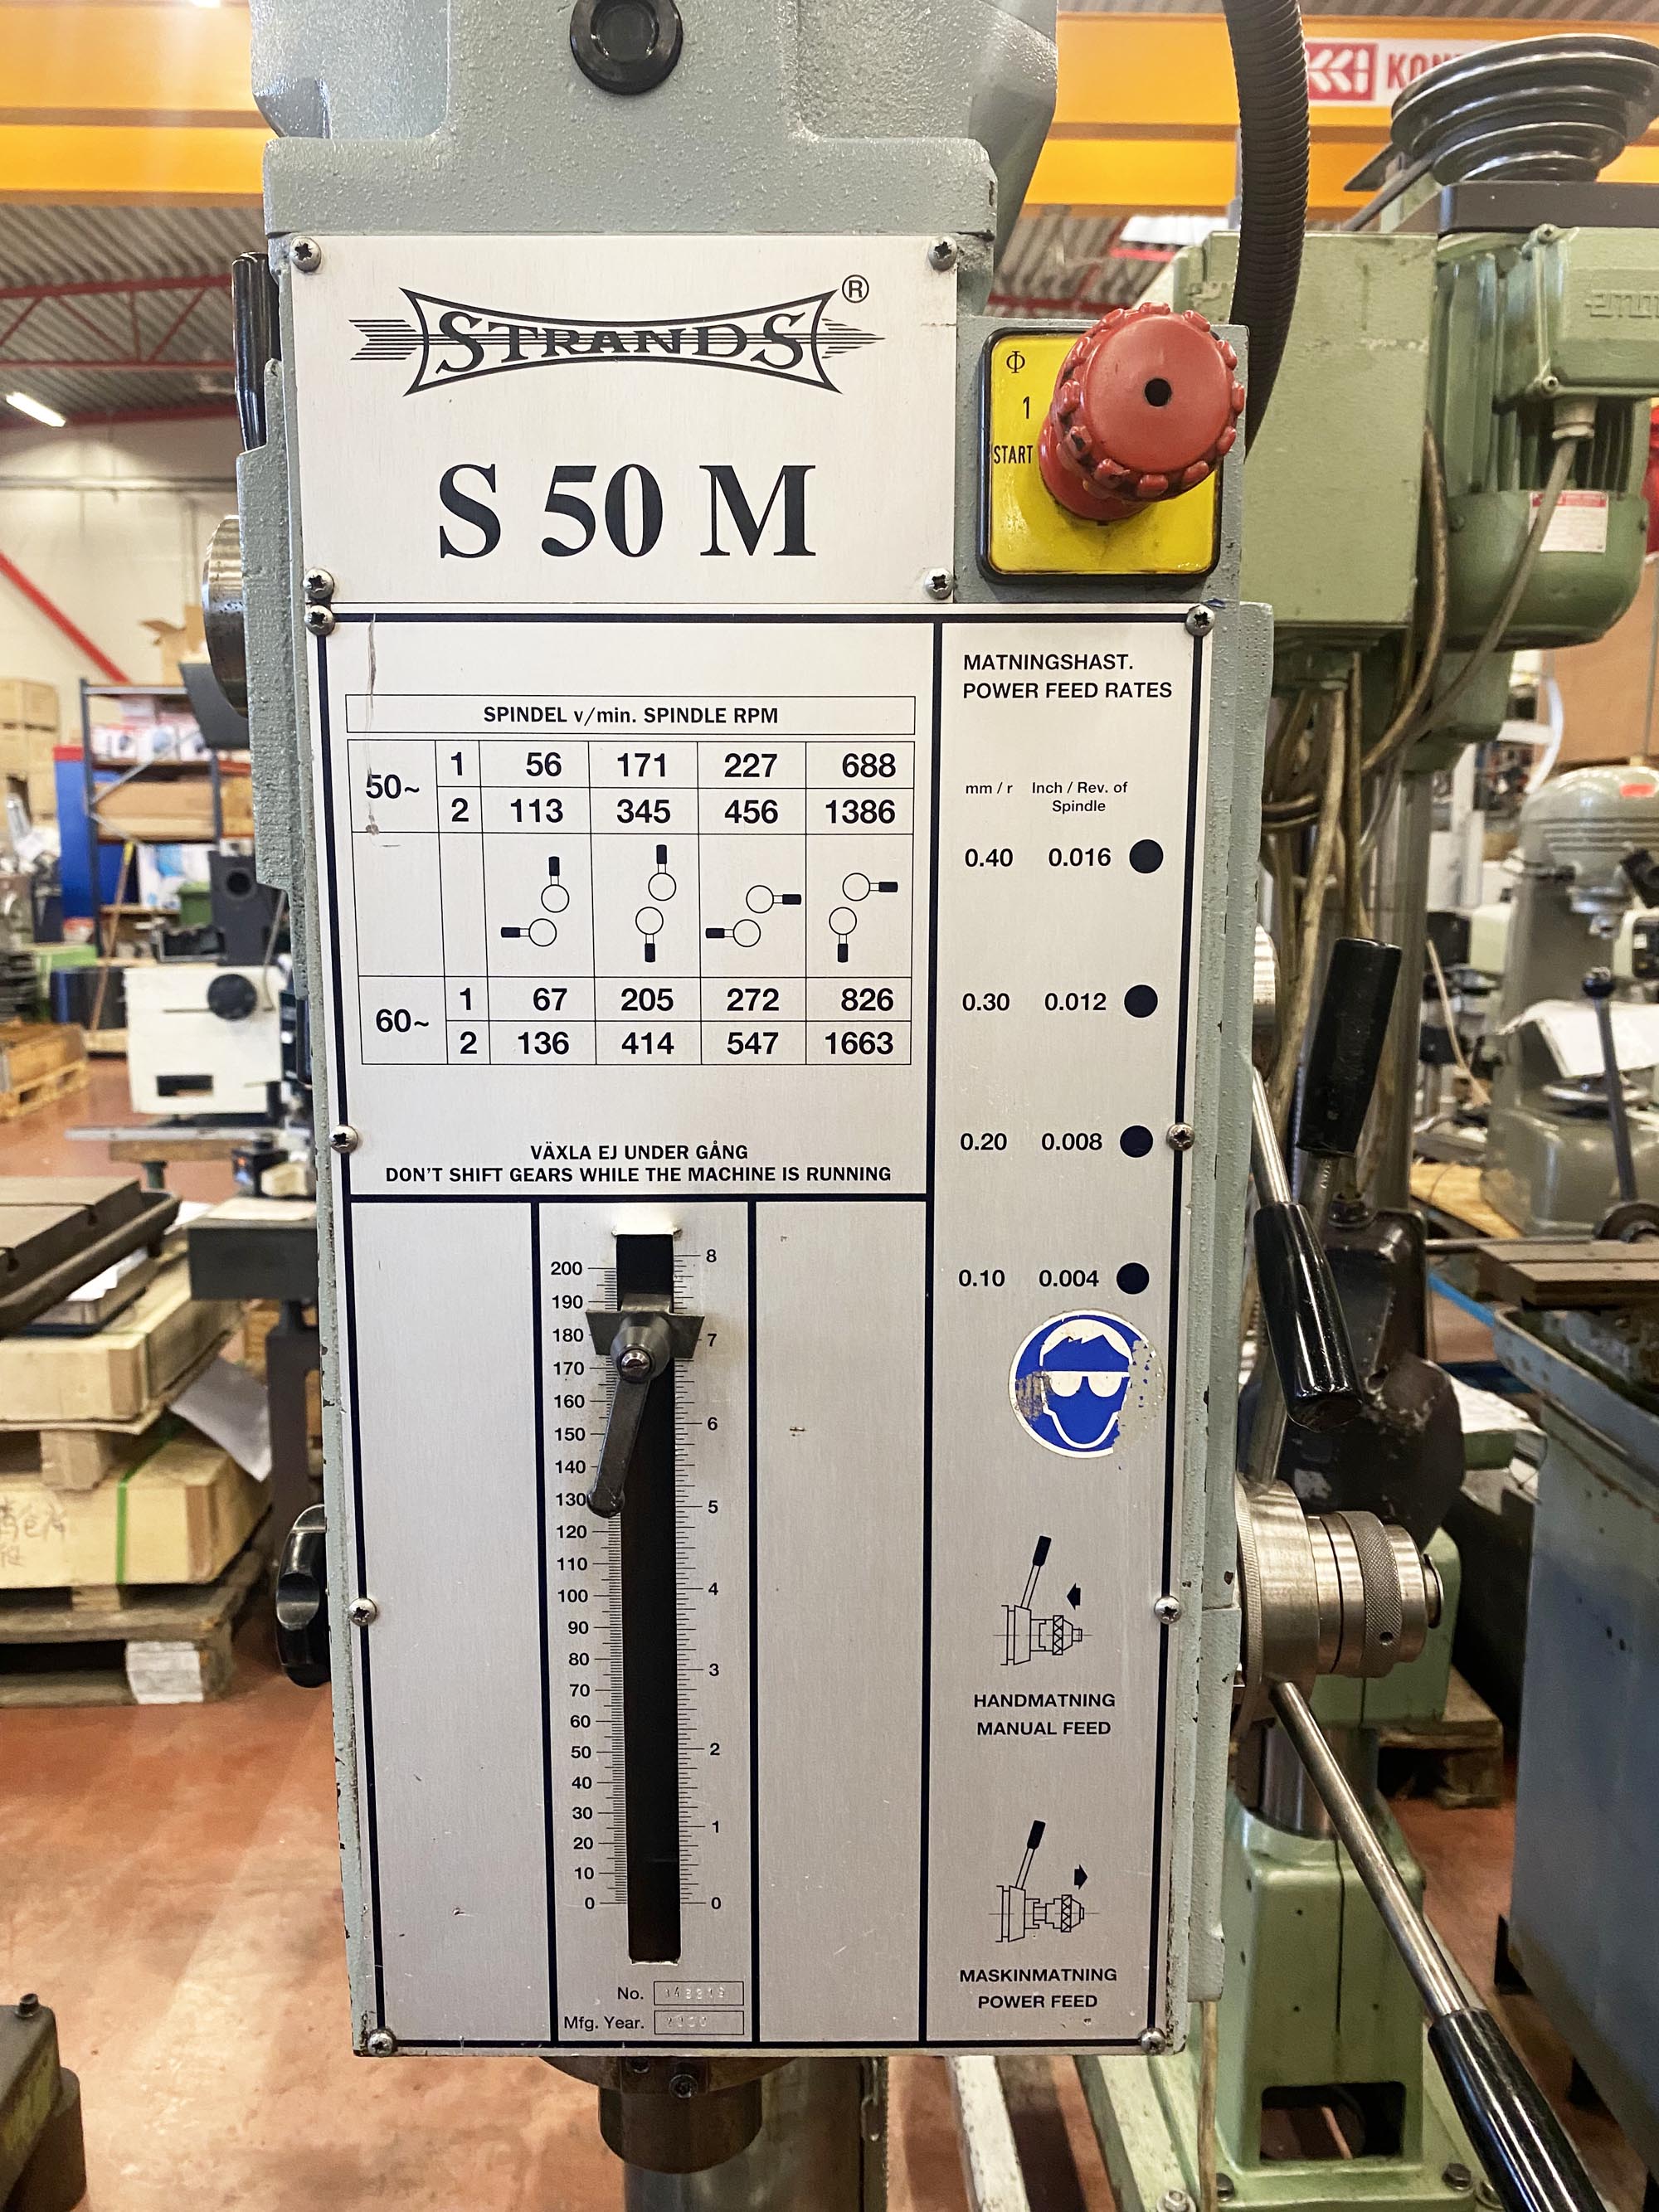 STRANDS®
S 50 M
Φ
1
START
SPINDEL v/min. SPINDLE RPM
50~ 1 56 171 227 688
2 113 345 456 1386
60~ 1 67 205 272 826
2 136 414 547 1663
VÄXLA EJ UNDER GÅNG
DON'T SHIFT GEARS WHILE THE MACHINE IS RUNNING
MATNINGSHAST.
POWER FEED RATES
mm / r Inch / Rev. of
Spindle
0.40 0.016
0.30 0.012
0.20 0.008
0.10 0.004
200
190
180
170
160
150
140
130
120
110
100
90
80
70
60
50
40
30
20
10
0
8
7
6
5
4
3
2
1
0
HANDMATNING
MANUAL FEED
MASKINMATNING
POWER FEED
No.
Mfg. Year.